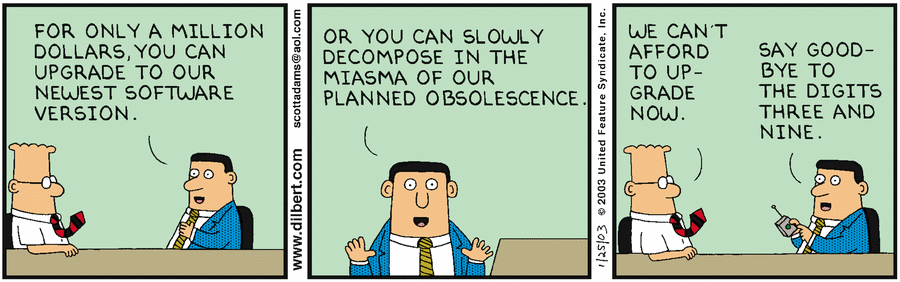 FOR ONLY A MILLION
DOLLARS, YOU CAN
UPGRADE TO OUR
NEWEST SOFTWARE
VERSION.
www.dilbert.com
scottadams@aol.com
OR YOU CAN SLOWLY
DECOMPOSE IN THE
MIASMA OF OUR
PLANNED OBSOLESCENCE.
1/25/03 © 2003 United Feature Syndicate, Inc.
WE CAN'T
AFFORD
TO UP-
GRADE
NOW.
SAY GOOD-
BYE TO
THE DIGITS
THREE AND
NINE.